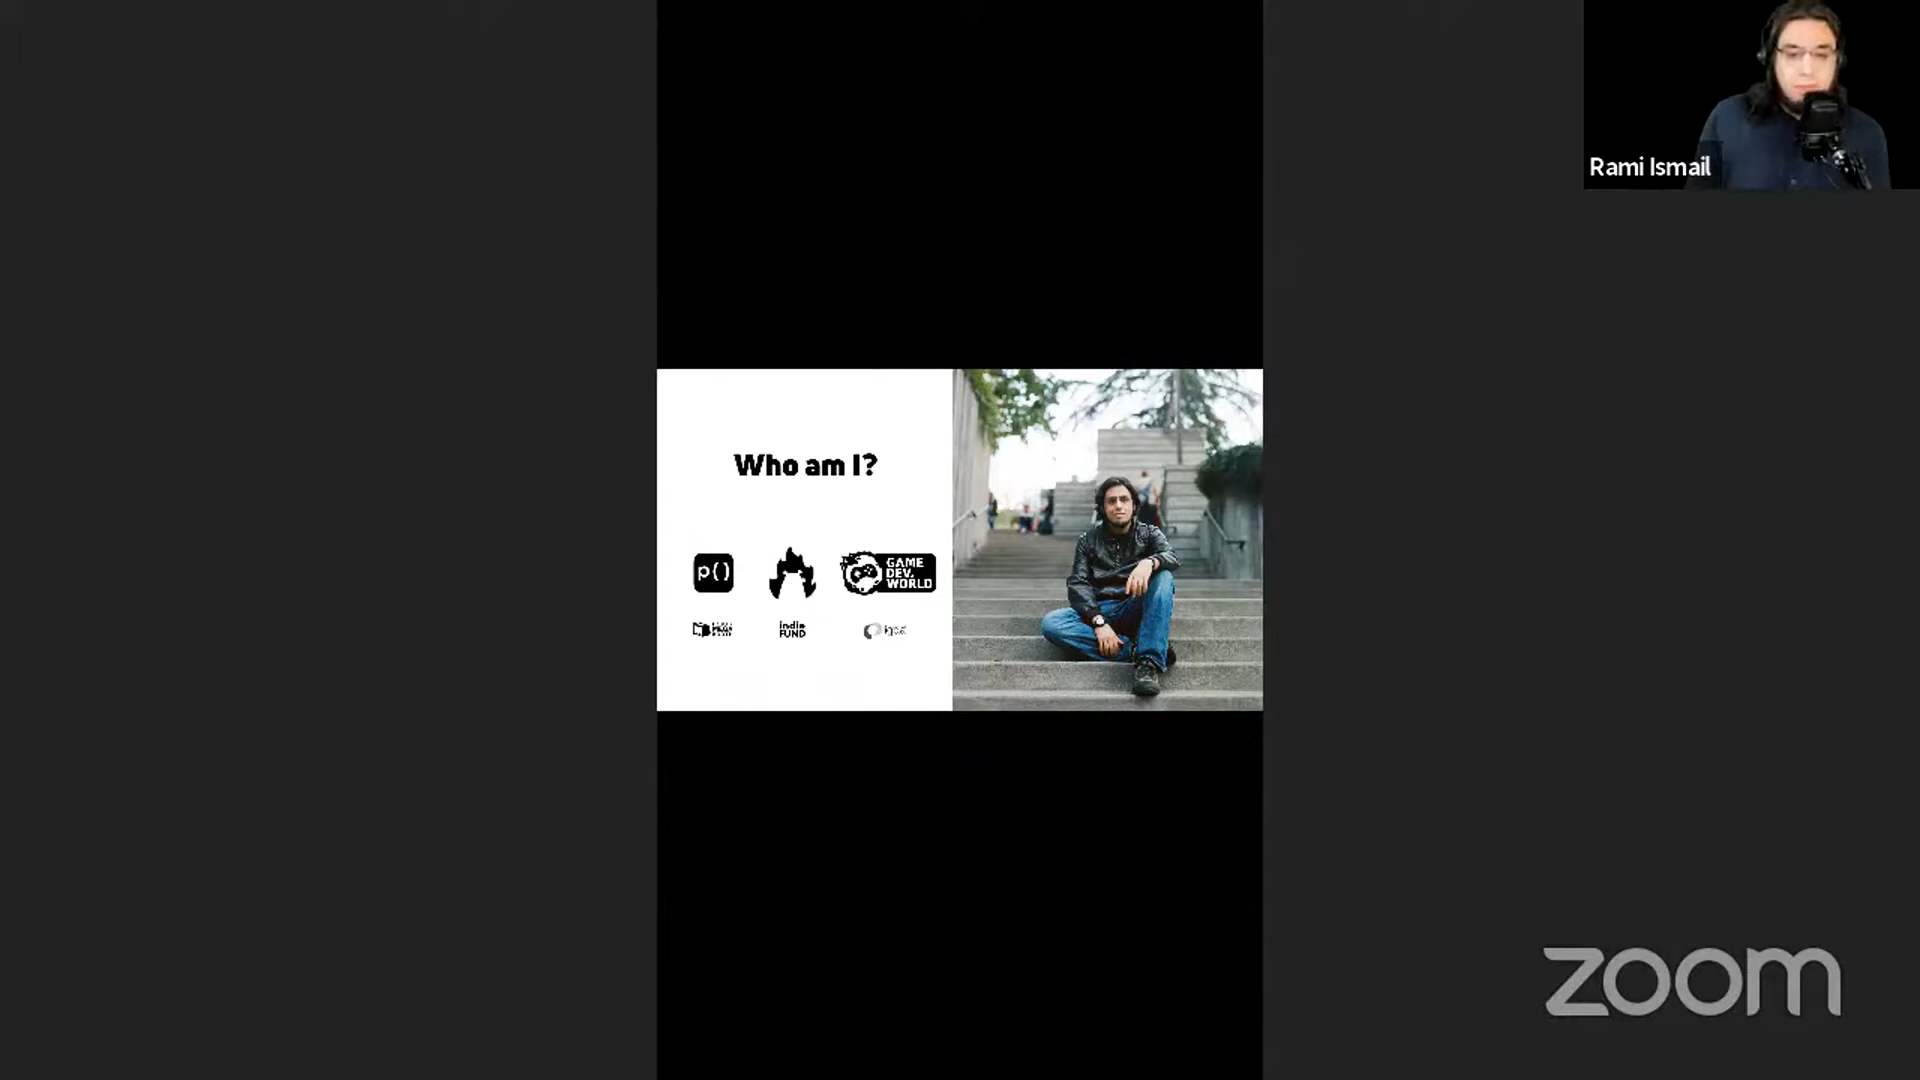 Rami Ismail
Who am I?
p()
GAME
DEV.
WORLD
indie
FUND
zoom